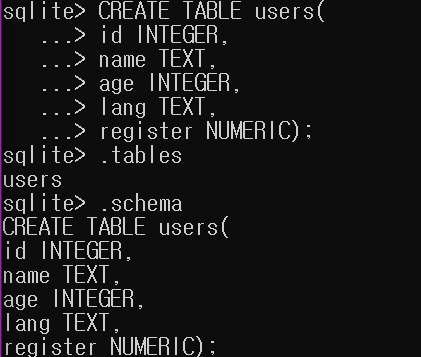 sqlite> CREATE TABLE users(
...> id INTEGER,
...> name TEXT,
...> age INTEGER,
...> lang TEXT,
...> register NUMERIC);
sqlite> .tables
users
sqlite> .schema
CREATE TABLE users(
id INTEGER,
name TEXT,
age INTEGER,
lang TEXT,
register NUMERIC);